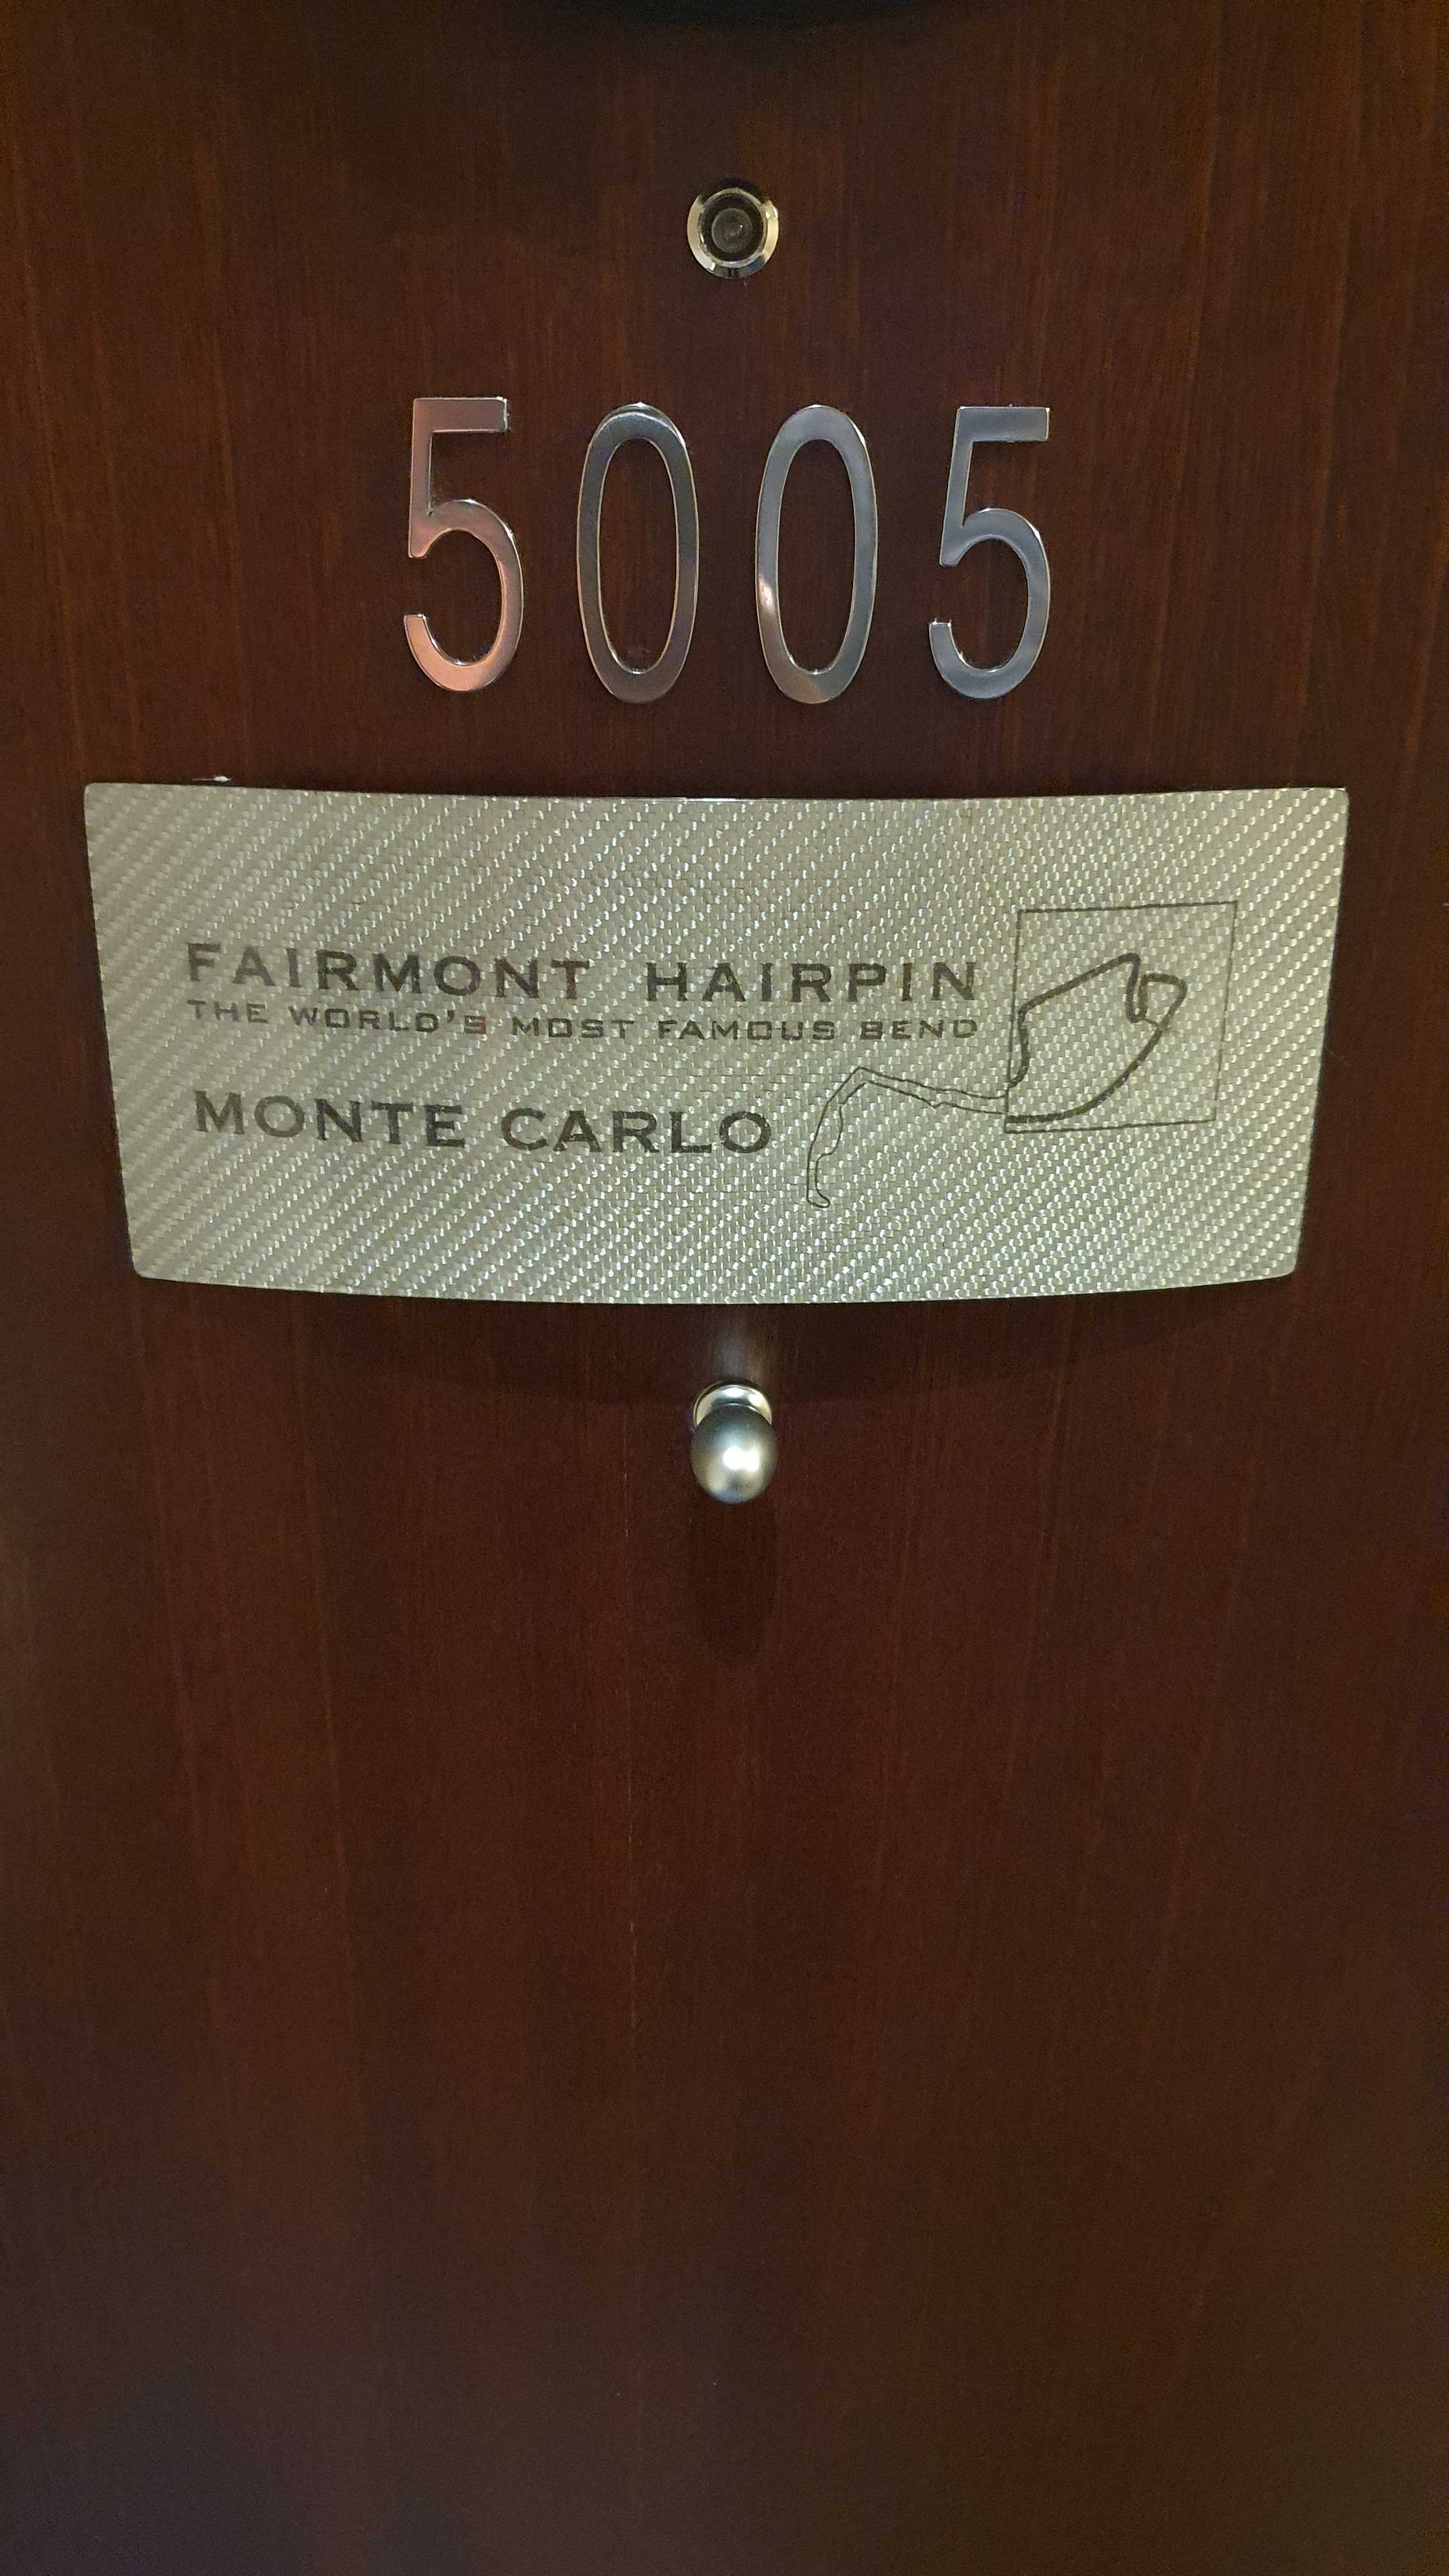 5005
FAIRMONT HAIRPIN
THE WORLD'S MOST FAMOUS BEND
MONTE CARLO